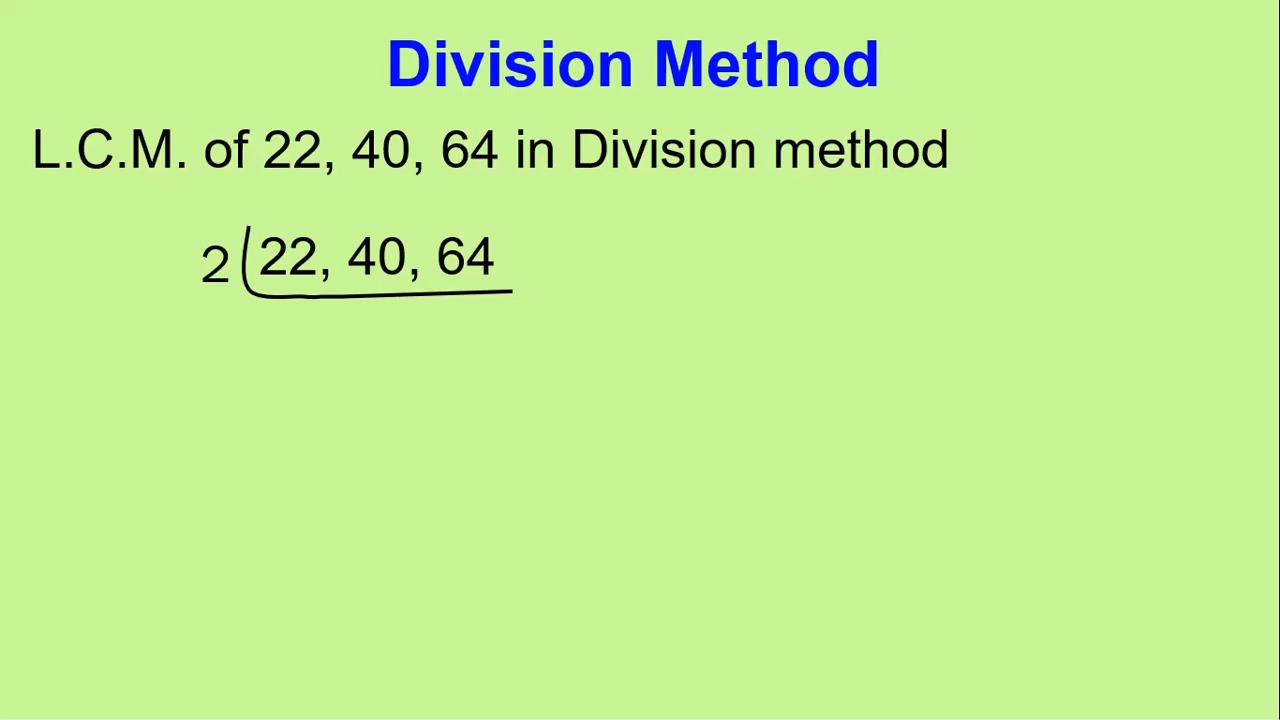 Division Method
L.C.M. of 22, 40, 64 in Division method
2 22, 40, 64